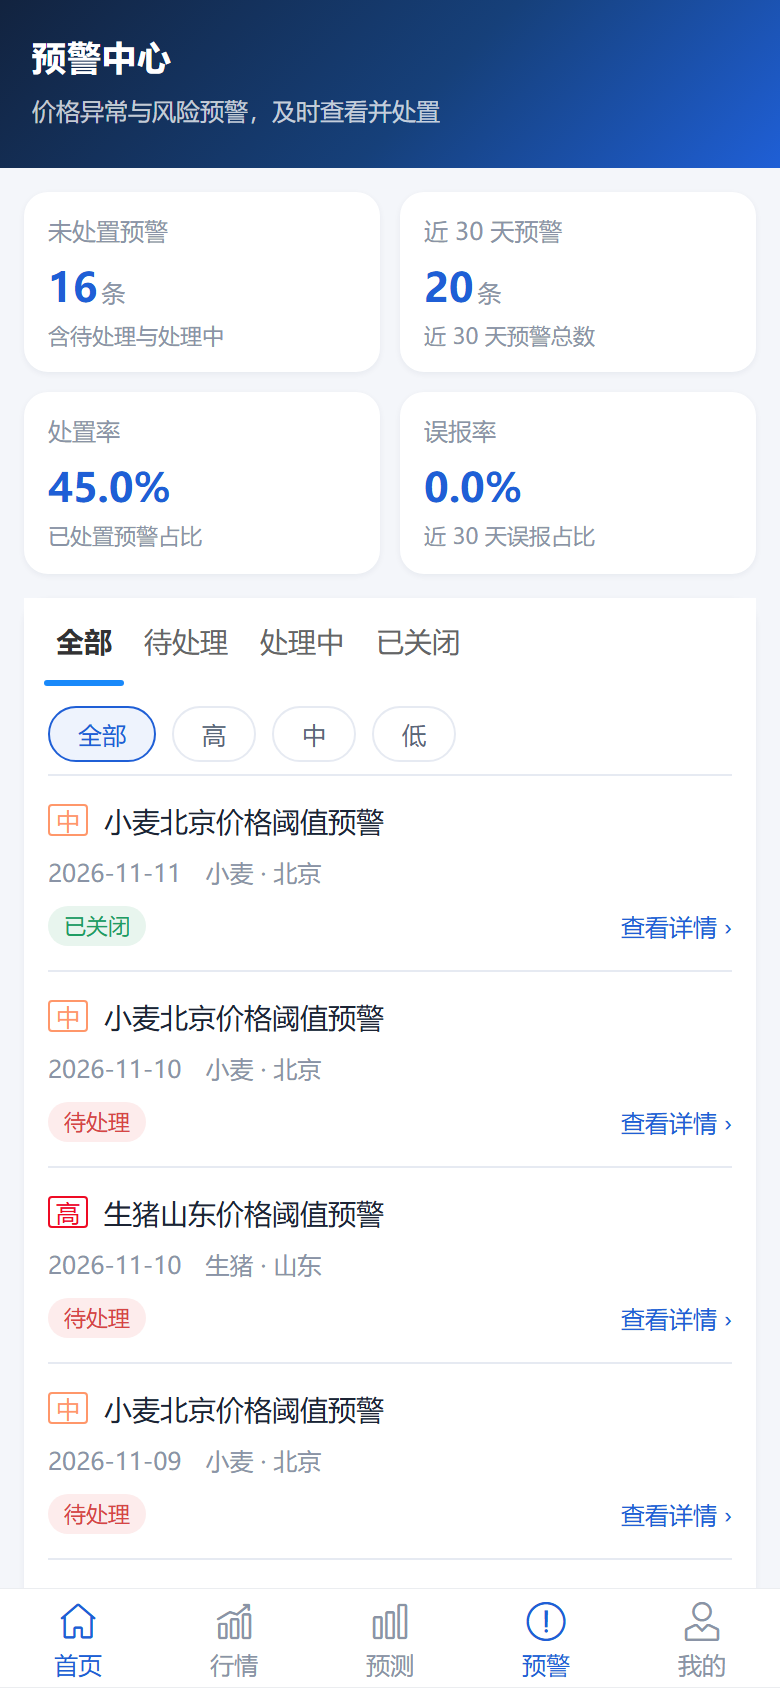 预警中心
价格异常与风险预警，及时查看并处置
未处置预警
16条
含待处理与处理中
近 30 天预警
20条
近 30 天预警总数
处置率
45.0%
已处置预警占比
误报率
0.0%
近 30 天误报占比
全部 待处理 处理中 已关闭
全部 高 中 低
中 小麦北京价格阈值预警
2026-11-11 小麦 · 北京
已关闭 查看详情 ›
中 小麦北京价格阈值预警
2026-11-10 小麦 · 北京
待处理 查看详情 ›
高 生猪山东价格阈值预警
2026-11-10 生猪 · 山东
待处理 查看详情 ›
中 小麦北京价格阈值预警
2026-11-09 小麦 · 北京
待处理 查看详情 ›
首页 行情 预测 预警 我的